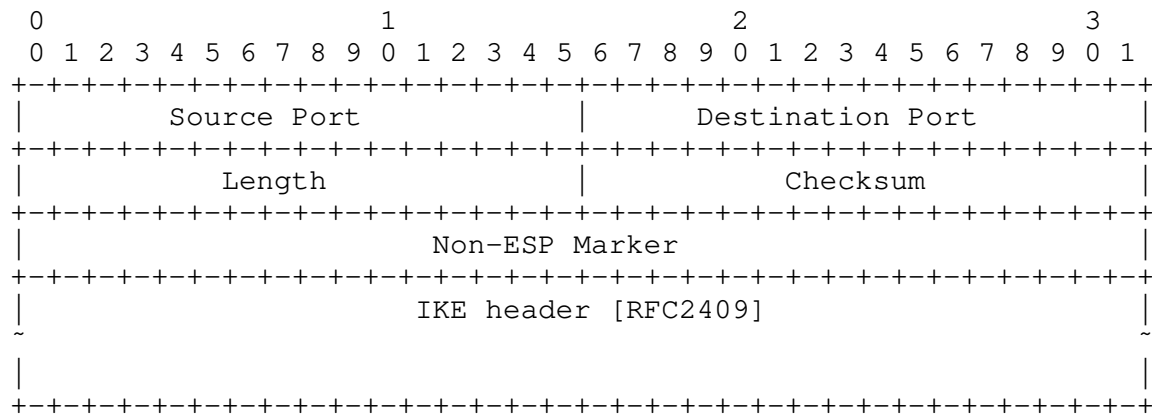 0                   1                   2                   3
 0 1 2 3 4 5 6 7 8 9 0 1 2 3 4 5 6 7 8 9 0 1 2 3 4 5 6 7 8 9 0 1
+-+-+-+-+-+-+-+-+-+-+-+-+-+-+-+-+-+-+-+-+-+-+-+-+-+-+-+-+-+-+-+-+
|        Source Port            |      Destination Port         |
+-+-+-+-+-+-+-+-+-+-+-+-+-+-+-+-+-+-+-+-+-+-+-+-+-+-+-+-+-+-+-+-+
|           Length              |           Checksum            |
+-+-+-+-+-+-+-+-+-+-+-+-+-+-+-+-+-+-+-+-+-+-+-+-+-+-+-+-+-+-+-+-+
|                       Non-ESP Marker                          |
+-+-+-+-+-+-+-+-+-+-+-+-+-+-+-+-+-+-+-+-+-+-+-+-+-+-+-+-+-+-+-+-+
|                      IKE header [RFC2409]                     |
~                                                               ~
|                                                               |
+-+-+-+-+-+-+-+-+-+-+-+-+-+-+-+-+-+-+-+-+-+-+-+-+-+-+-+-+-+-+-+-+